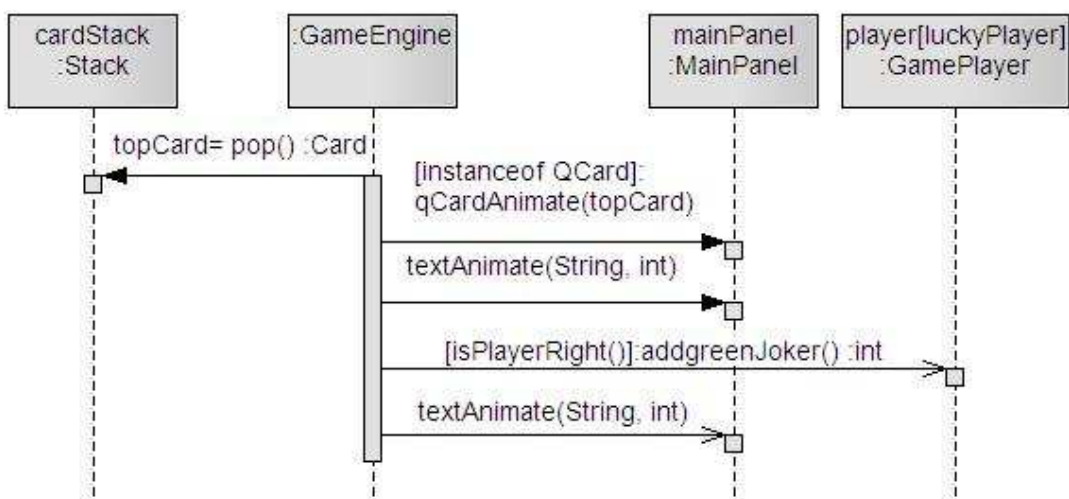 cardStack
:Stack
:GameEngine
mainPanel
:MainPanel
player[luckyPlayer]
:GamePlayer
topCard= pop() :Card
[instanceof QCard]:
qCardAnimate(topCard)
textAnimate(String, int)
[isPlayerRight()]:addgreenJoker() :int
textAnimate(String, int)